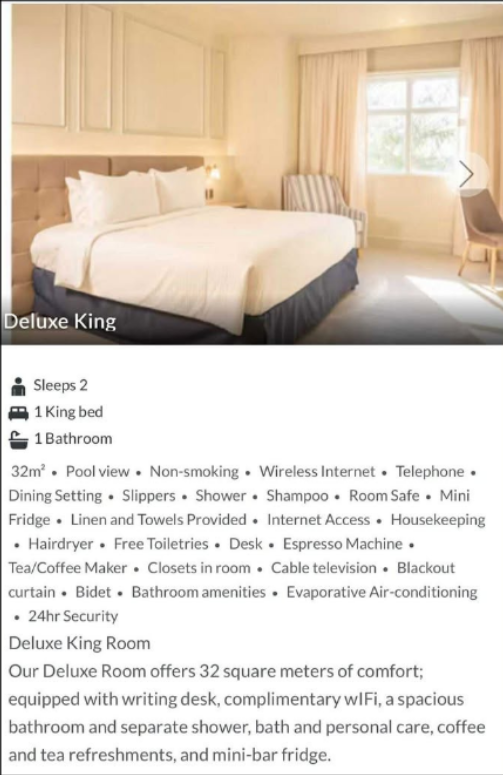 Deluxe King
Sleeps 2
1 King bed
1 Bathroom
32m² • Pool view • Non-smoking • Wireless Internet • Telephone •
Dining Setting • Slippers • Shower • Shampoo • Room Safe • Mini
Fridge • Linen and Towels Provided • Internet Access • Housekeeping
• Hairdryer • Free Toiletries • Desk • Espresso Machine •
Tea/Coffee Maker • Closets in room • Cable television • Blackout
curtain • Bidet • Bathroom amenities • Evaporative Air-conditioning
• 24hr Security
Deluxe King Room
Our Deluxe Room offers 32 square meters of comfort;
equipped with writing desk, complimentary wIFi, a spacious
bathroom and separate shower, bath and personal care, coffee
and tea refreshments, and mini-bar fridge.